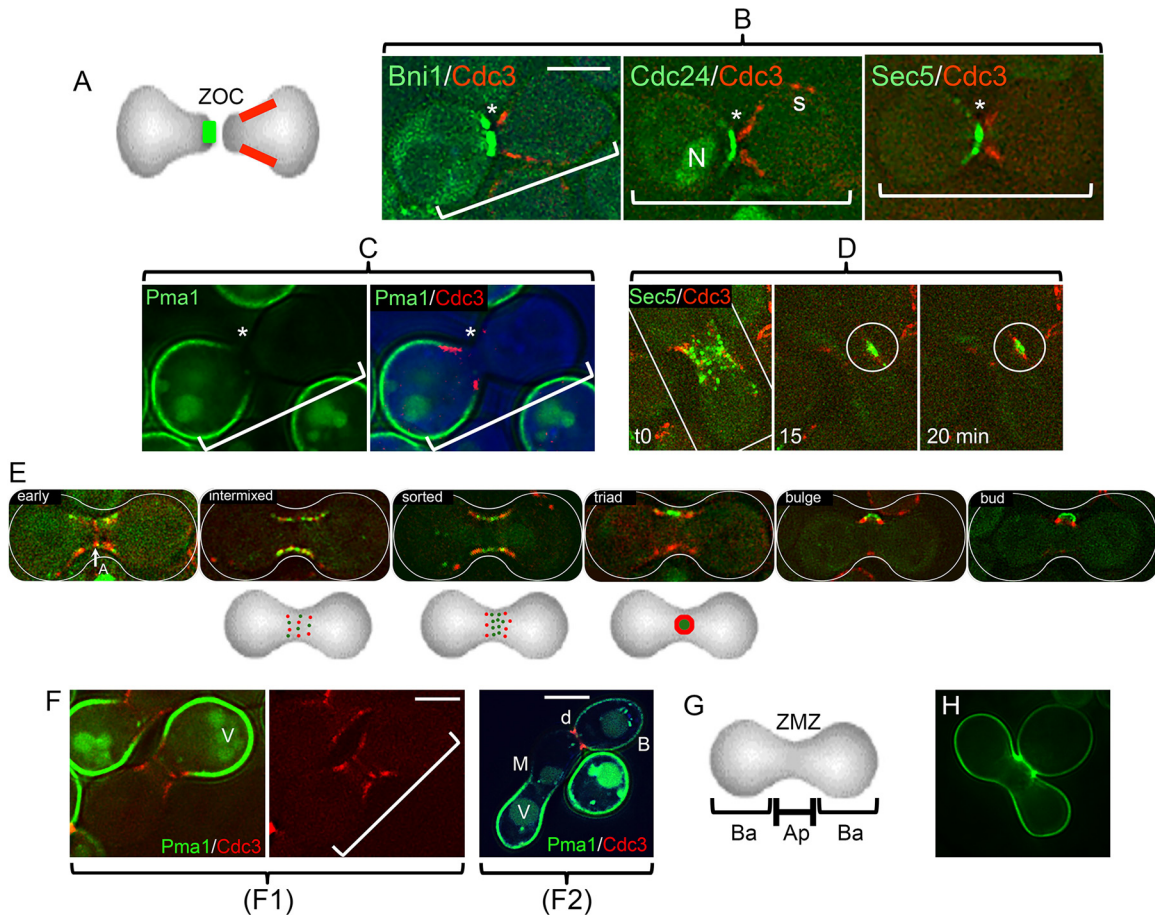 B
A
ZOC
Bni1/Cdc3
*
Cdc24/Cdc3
*
s
N
Sec5/Cdc3
*
C
D
Pma1
*
Pma1/Cdc3
*
Sec5/Cdc3
t0
15
20 min
E
early
A
intermixed
sorted
triad
bulge
bud
F
V
Pma1/Cdc3
d
B
M
V
Pma1/Cdc3
(F1)
(F2)
G
ZMZ
Ba
Ap
Ba
H